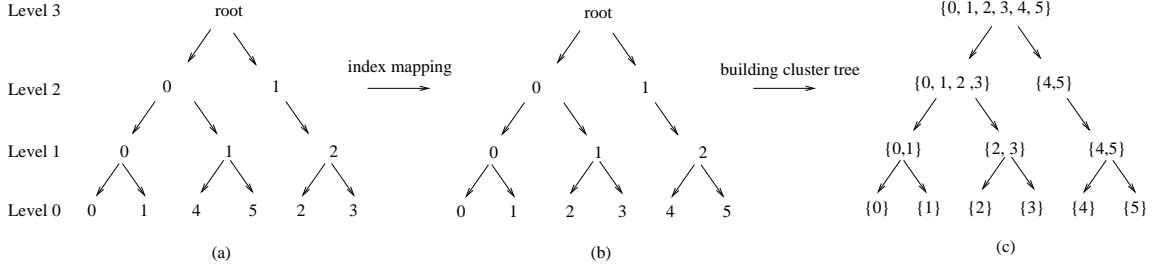 Level 3 root root {0, 1, 2, 3, 4, 5}
index mapping building cluster tree
Level 2 0 1 0 1 {0, 1, 2 ,3} {4,5}
Level 1 0 1 2 0 1 2 {0,1} {2, 3} {4,5}
Level 0 0 1 4 5 2 3 0 1 2 3 4 5 {0} {1} {2} {3} {4} {5}
(a) (b) (c)